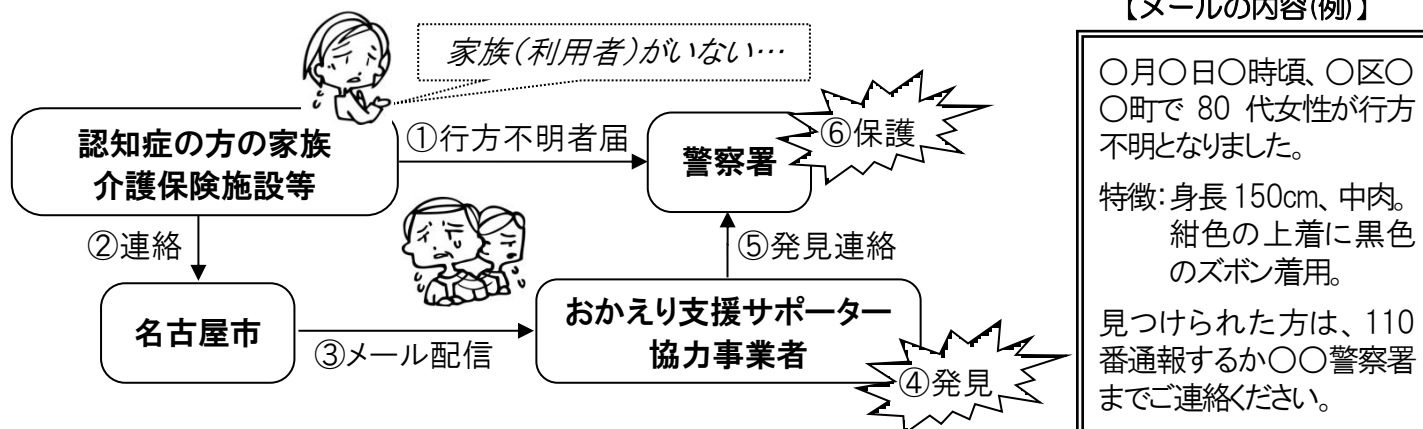 家族(利用者)がいない…
認知症の方の家族
介護保険施設等
①行方不明者届
警察署
⑥保護
②連絡
⑤発見連絡
名古屋市
③メール配信
おかえり支援サポーター
協力事業者
④発見
【メールの内容(例)】
○月○日○時頃、○区○
○町で 80 代女性が行方
不明となりました。
特徴:身長 150cm、中肉。
紺色の上着に黒色
のズボン着用。
見つけられた方は、110
番通報するか○○警察署
までご連絡ください。